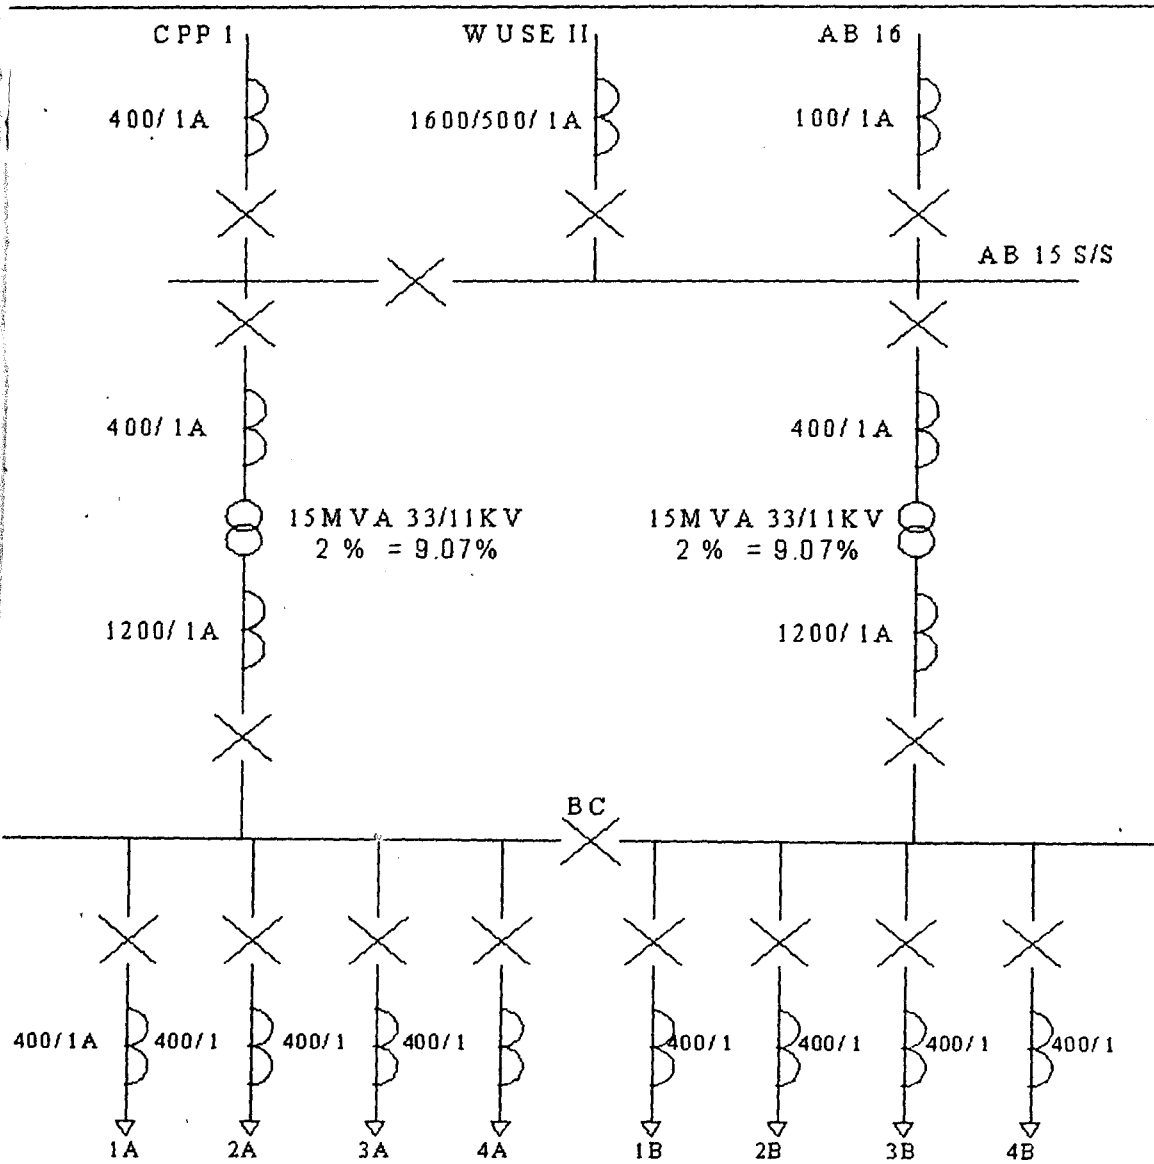 CPP 1
WUSE II
AB 16
400/1A
1600/500/1A
100/1A
AB 15 S/S
400/1A
400/1A
15MVA 33/11KV
2 % = 9.07%
15MVA 33/11KV
2 % = 9.07%
1200/1A
1200/1A
BC
400/1A
400/1
400/1
400/1
400/1
400/1
400/1
400/1
1A
2A
3A
4A
1B
2B
3B
4B